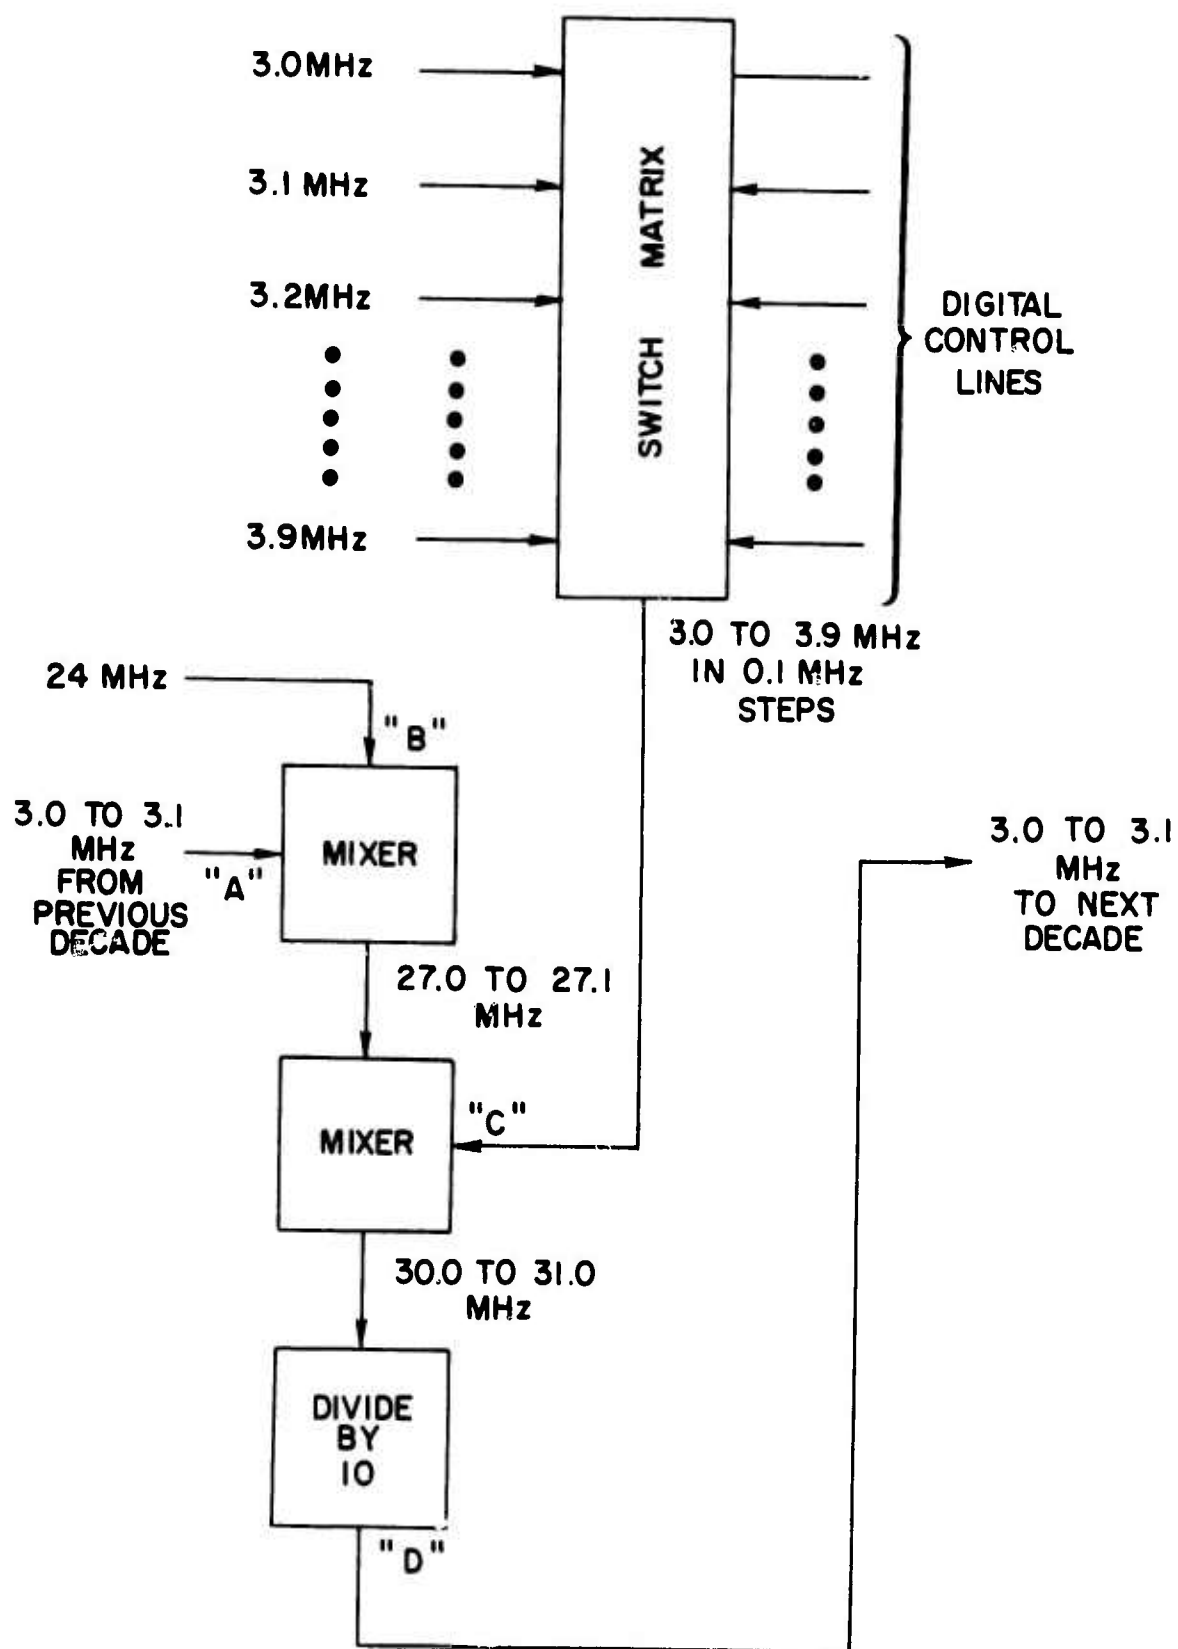 3.0MHz
3.1 MHz
3.2MHz
3.9MHz
SWITCH MATRIX
DIGITAL
CONTROL
LINES
3.0 TO 3.9 MHz
IN 0.1 MHz
STEPS
24 MHz
"B"
3.0 TO 3.1
MHz
FROM
PREVIOUS
DECADE
"A"
MIXER
27.0 TO 27.1
MHz
MIXER
"C"
30.0 TO 31.0
MHz
DIVIDE
BY
10
"D"
3.0 TO 3.1
MHz
TO NEXT
DECADE